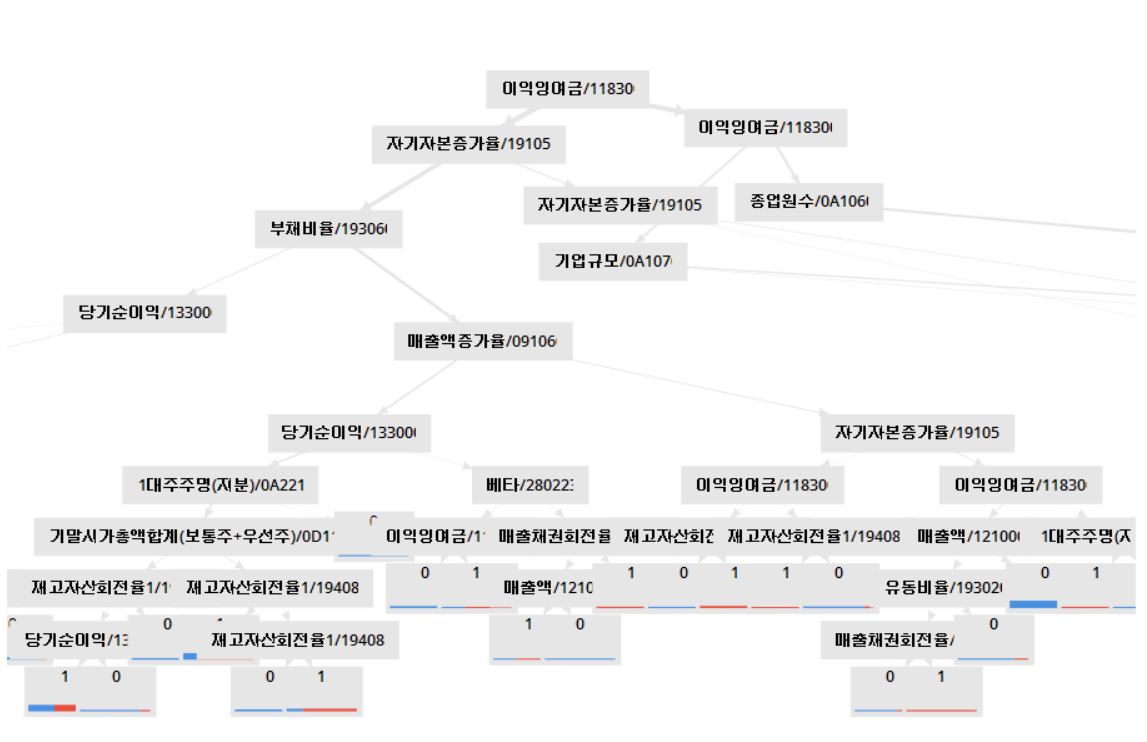 이익잉여금/11830
이익잉여금/11830
자기자본증가율/19105
종업원수/0A106
자기자본증가율/19105
부채비율/19306
기업규모/0A107
당기순이익/13300
매출액증가율/09106
당기순이익/13300
자기자본증가율/19105
1대주주명(지분)/0A221
베타/28022
이익잉여금/11830
이익잉여금/11830
기말시가총액합계(보통주+우선주)/0D1
이익잉여금/1
매출채권회전율
재고자산회전
재고자산회전율1/19408
매출액/12100
1대주주명(지
재고자산회전율1/1
재고자산회전율1/19408
0 1
매출액/1210
1 0 1 1 0
유동비율/19302
0 1
당기순이익/13
0
재고자산회전율1/19408
1 0
매출채권회전율/
0
1 0
0 1
0 1